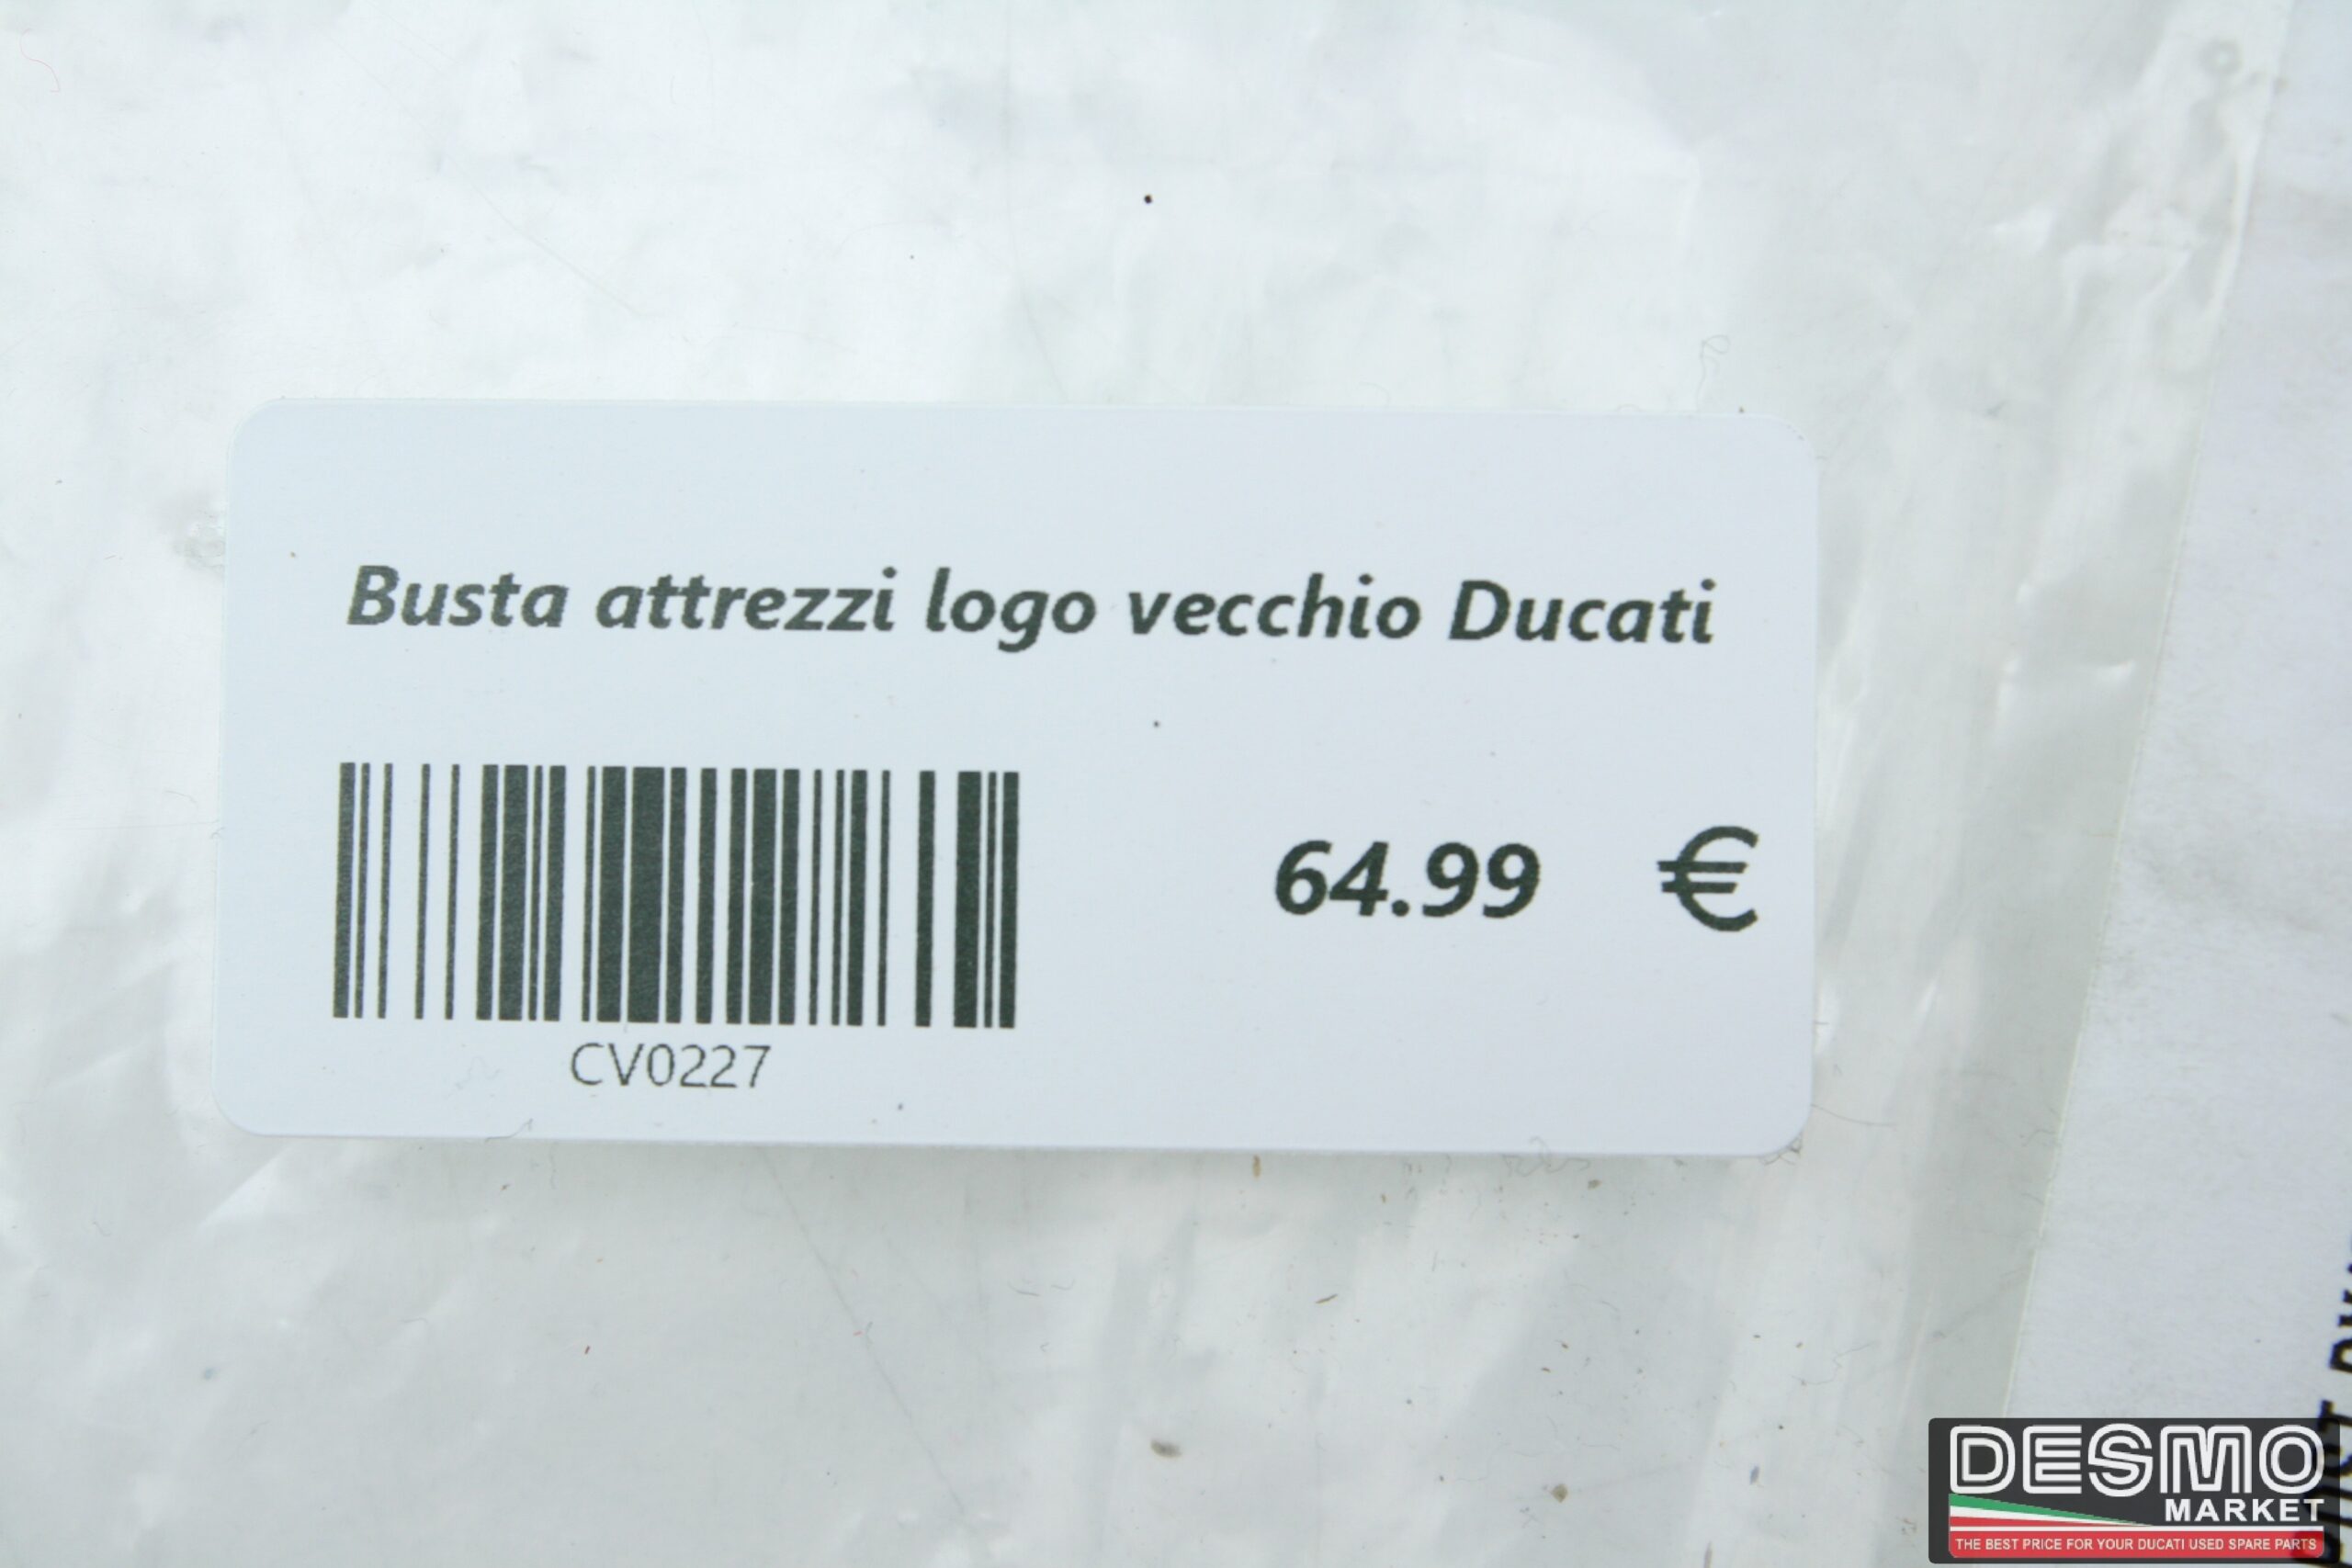 Busta attrezzi logo vecchio Ducati
64.99 €
CV0227
DESMO
MARKET
THE BEST PRICE FOR YOUR DUCATI USED SPARE PARTS